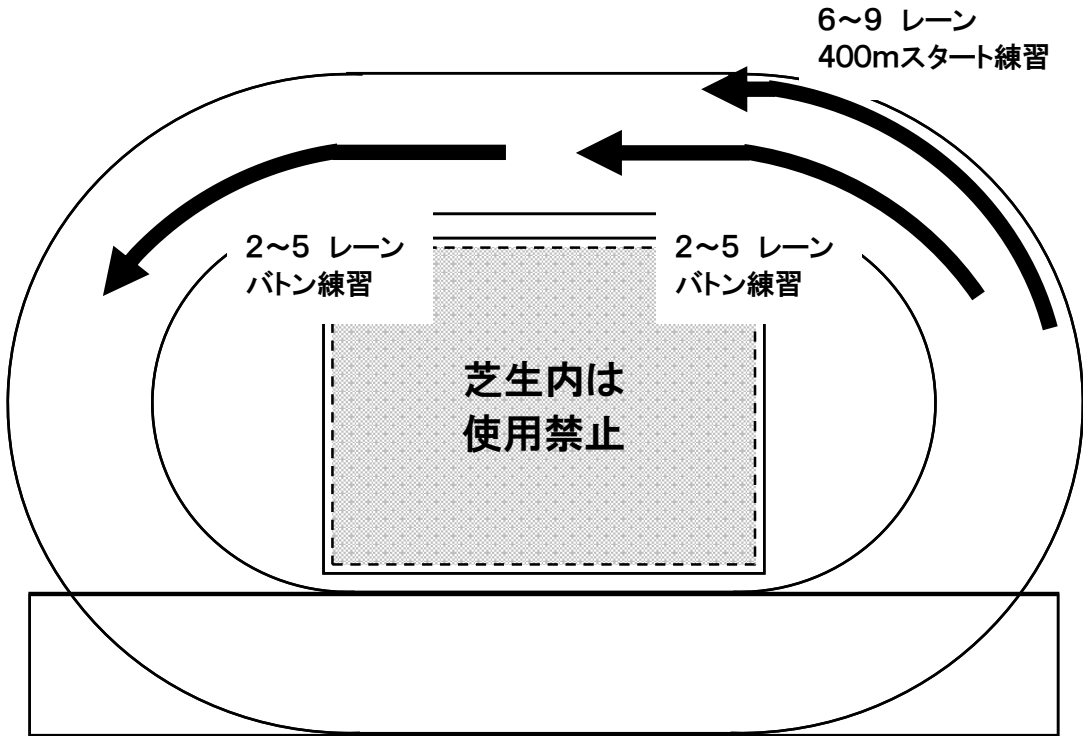 6~9 レーン
400mスタート練習
2~5 レーン
バトン練習
2~5 レーン
バトン練習
芝生内は
使用禁止